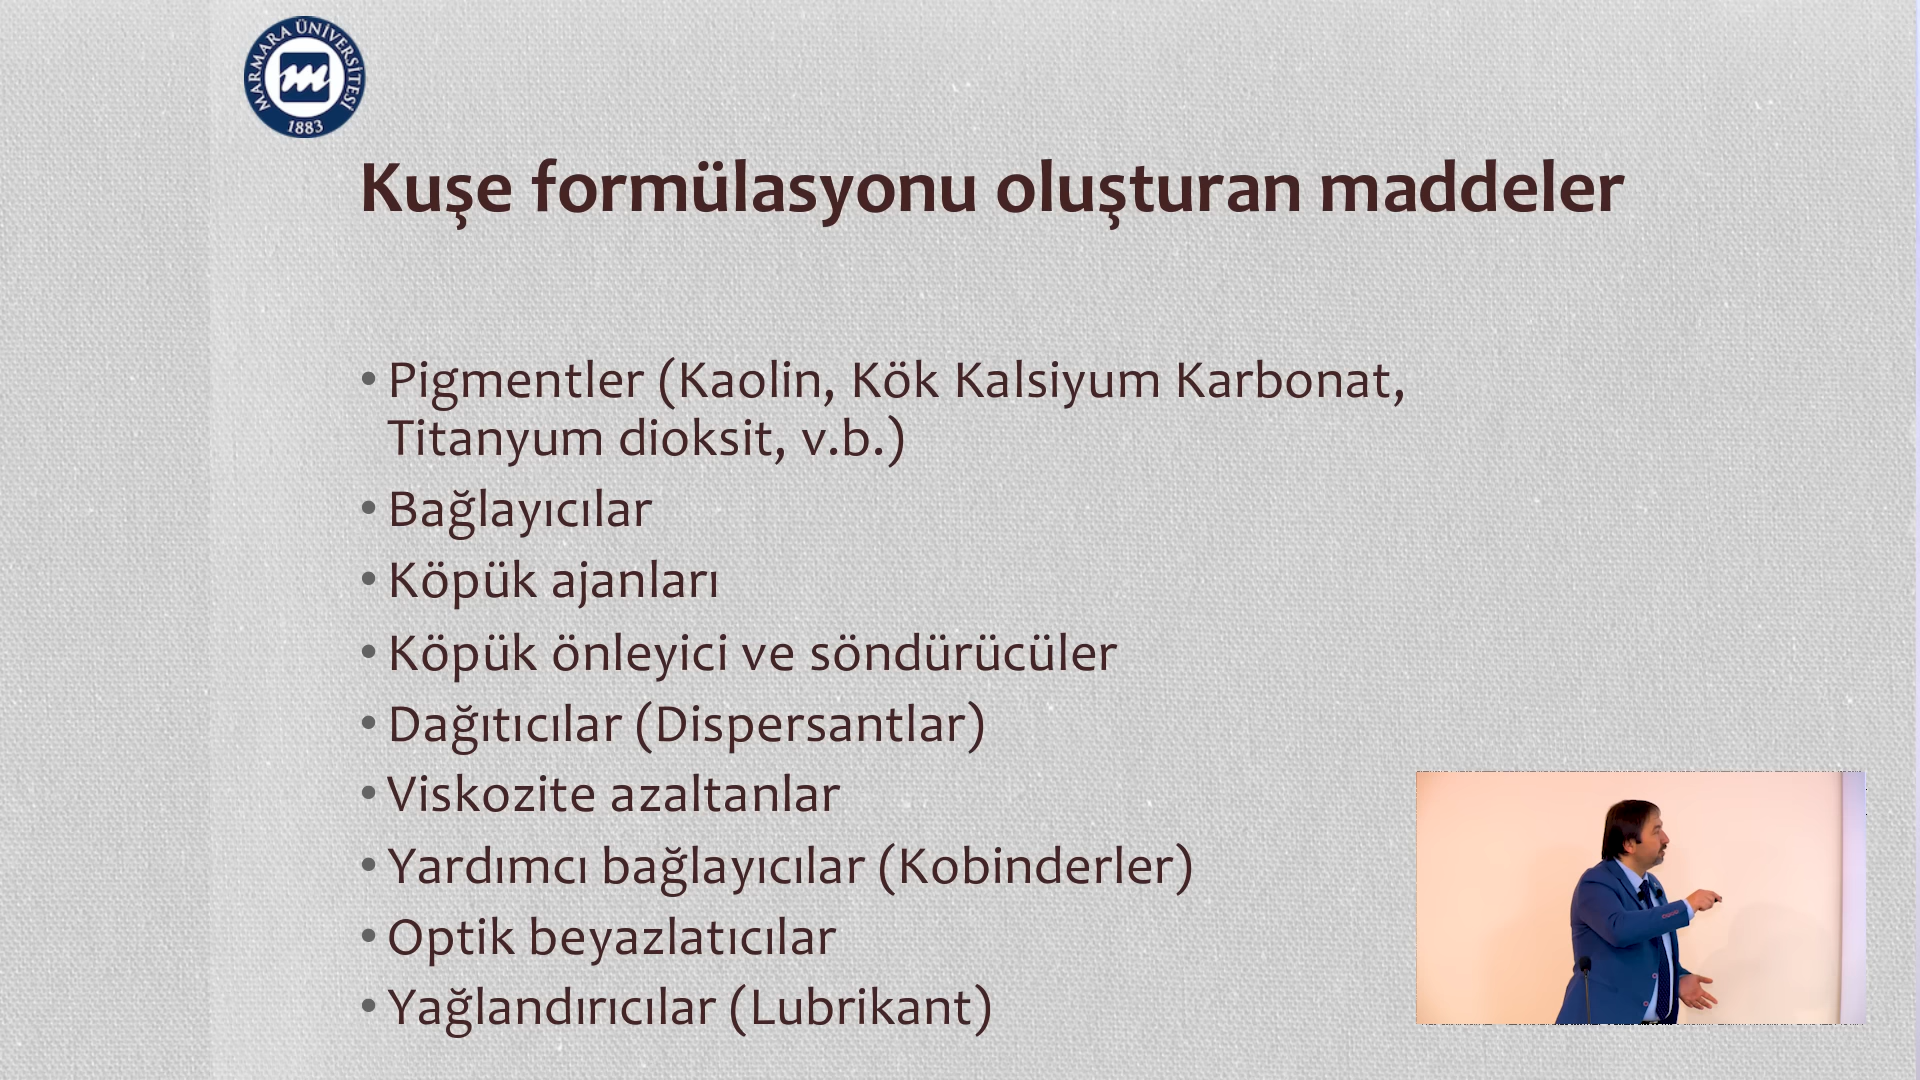 MARMARA ÜNİVERSİTESİ
1883
Kuşe formülasyonu oluşturan maddeler
• Pigmentler (Kaolin, Kök Kalsiyum Karbonat,
Titanyum dioksit, v.b.)
• Bağlayıcılar
• Köpük ajanları
• Köpük önleyici ve söndürücüler
• Dağıtıcılar (Dispersantlar)
• Viskozite azaltanlar
• Yardımcı bağlayıcılar (Kobinderler)
• Optik beyazlatıcılar
• Yağlandırıcılar (Lubrikant)